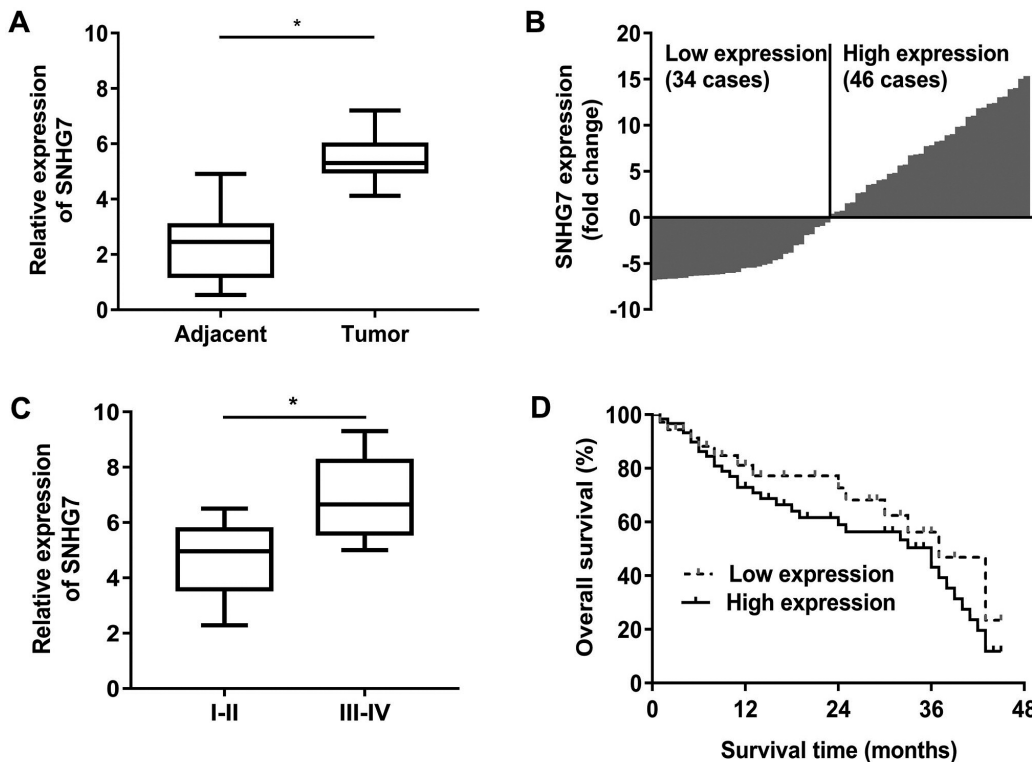 A
Relative expression
of SNHG7
10
8
6
4
2
0
*
Adjacent
Tumor
B
SNHG7 expression
(fold change)
20
15
10
5
0
-5
-10
Low expression
(34 cases)
High expression
(46 cases)
C
Relative expression
of SNHG7
10
8
6
4
2
0
*
I-II
III-IV
D
Overall survival (%)
100
80
60
40
20
0
Low expression
High expression
0
12
24
36
48
Survival time (months)